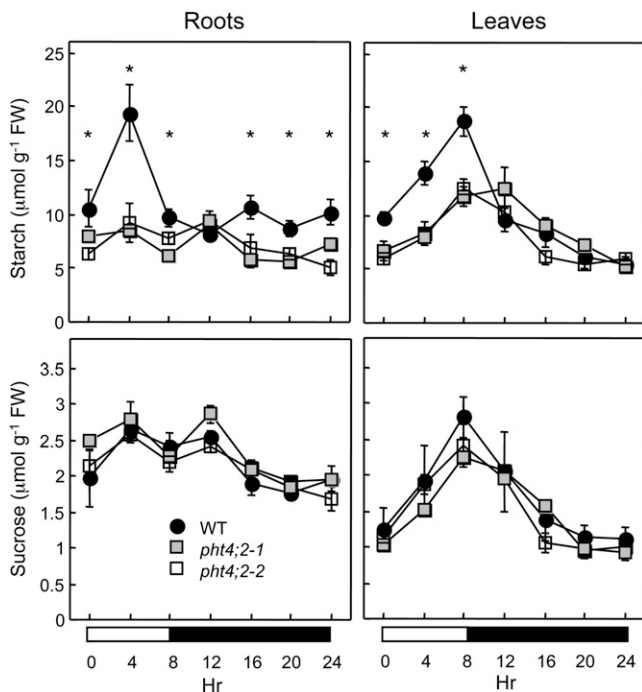 Roots Leaves
Starch (μmol g⁻¹ FW)
25
20
15
10
5
0
* * * * * *
* * *
Sucrose (μmol g⁻¹ FW)
3.5
3
2.5
2
1.5
1
0.5
0
WT
pht4;2-1
pht4;2-2
0 4 8 12 16 20 24 0 4 8 12 16 20 24
Hr Hr